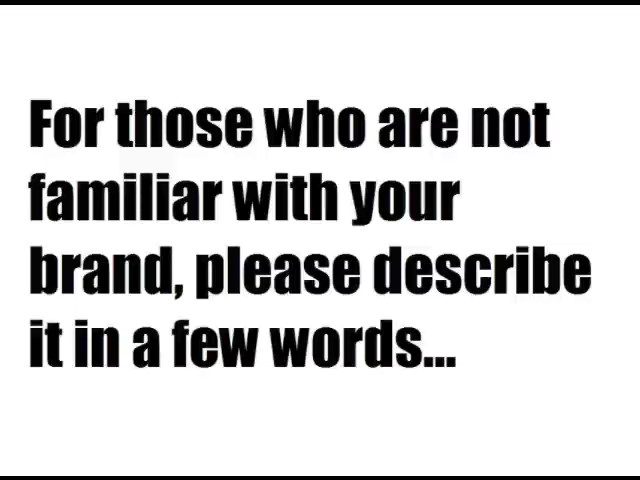 For those who are not
familiar with your
brand, please describe
it in a few words...